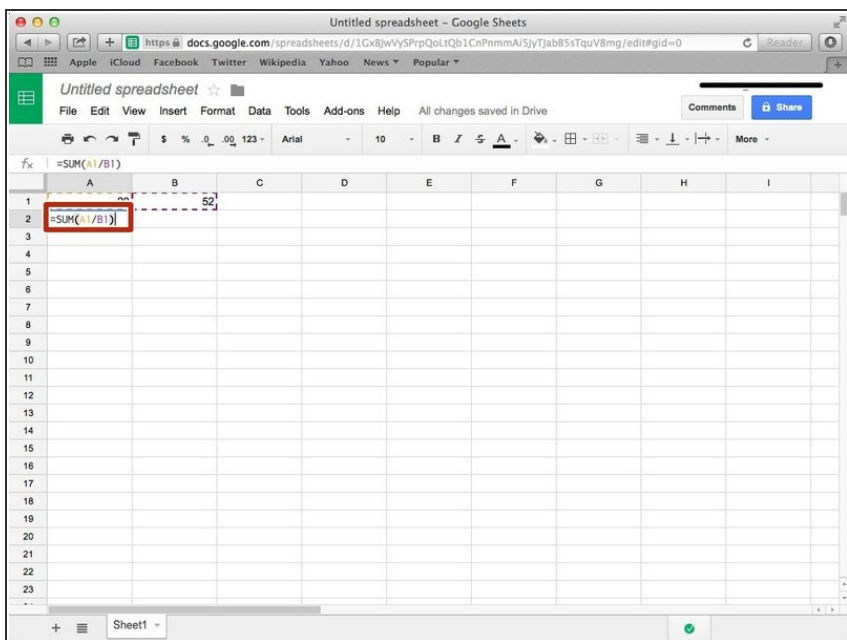 Untitled spreadsheet – Google Sheets
https docs.google.com/spreadsheets/d/1GxBJwVySPrpQoLtQb1CnPnmmAi5JyTJabB5sTquV8mg/edit#gid=0 Reader
Apple iCloud Facebook Twitter Wikipedia Yahoo News Popular
Untitled spreadsheet
File Edit View Insert Format Data Tools Add-ons Help All changes saved in Drive Comments Share
$ % .0 .00 123 Arial 10 B I S A More
fx =SUM(A1/B1)
A B C D E F G H I
1 52
2 =SUM(A1/B1)
3
4
5
6
7
8
9
10
11
12
13
14
15
16
17
18
19
20
21
22
23
+ Sheet1